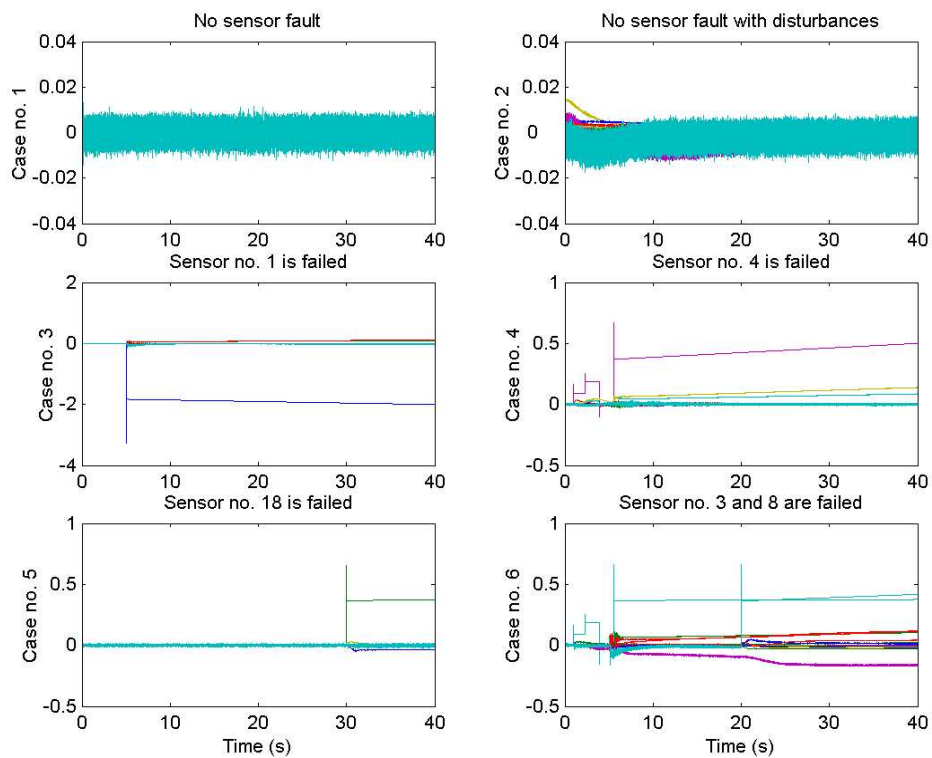 No sensor fault
Case no. 1
0.04
0.02
0
-0.02
-0.04
0 10 20 30 40
No sensor fault with disturbances
Case no. 2
0.04
0.02
0
-0.02
-0.04
0 10 20 30 40
Sensor no. 1 is failed
Case no. 3
2
0
-2
-4
0 10 20 30 40
Sensor no. 4 is failed
Case no. 4
1
0.5
0
-0.5
0 10 20 30 40
Sensor no. 18 is failed
Case no. 5
1
0.5
0
-0.5
0 10 20 30 40
Time (s)
Sensor no. 3 and 8 are failed
Case no. 6
1
0.5
0
-0.5
0 10 20 30 40
Time (s)